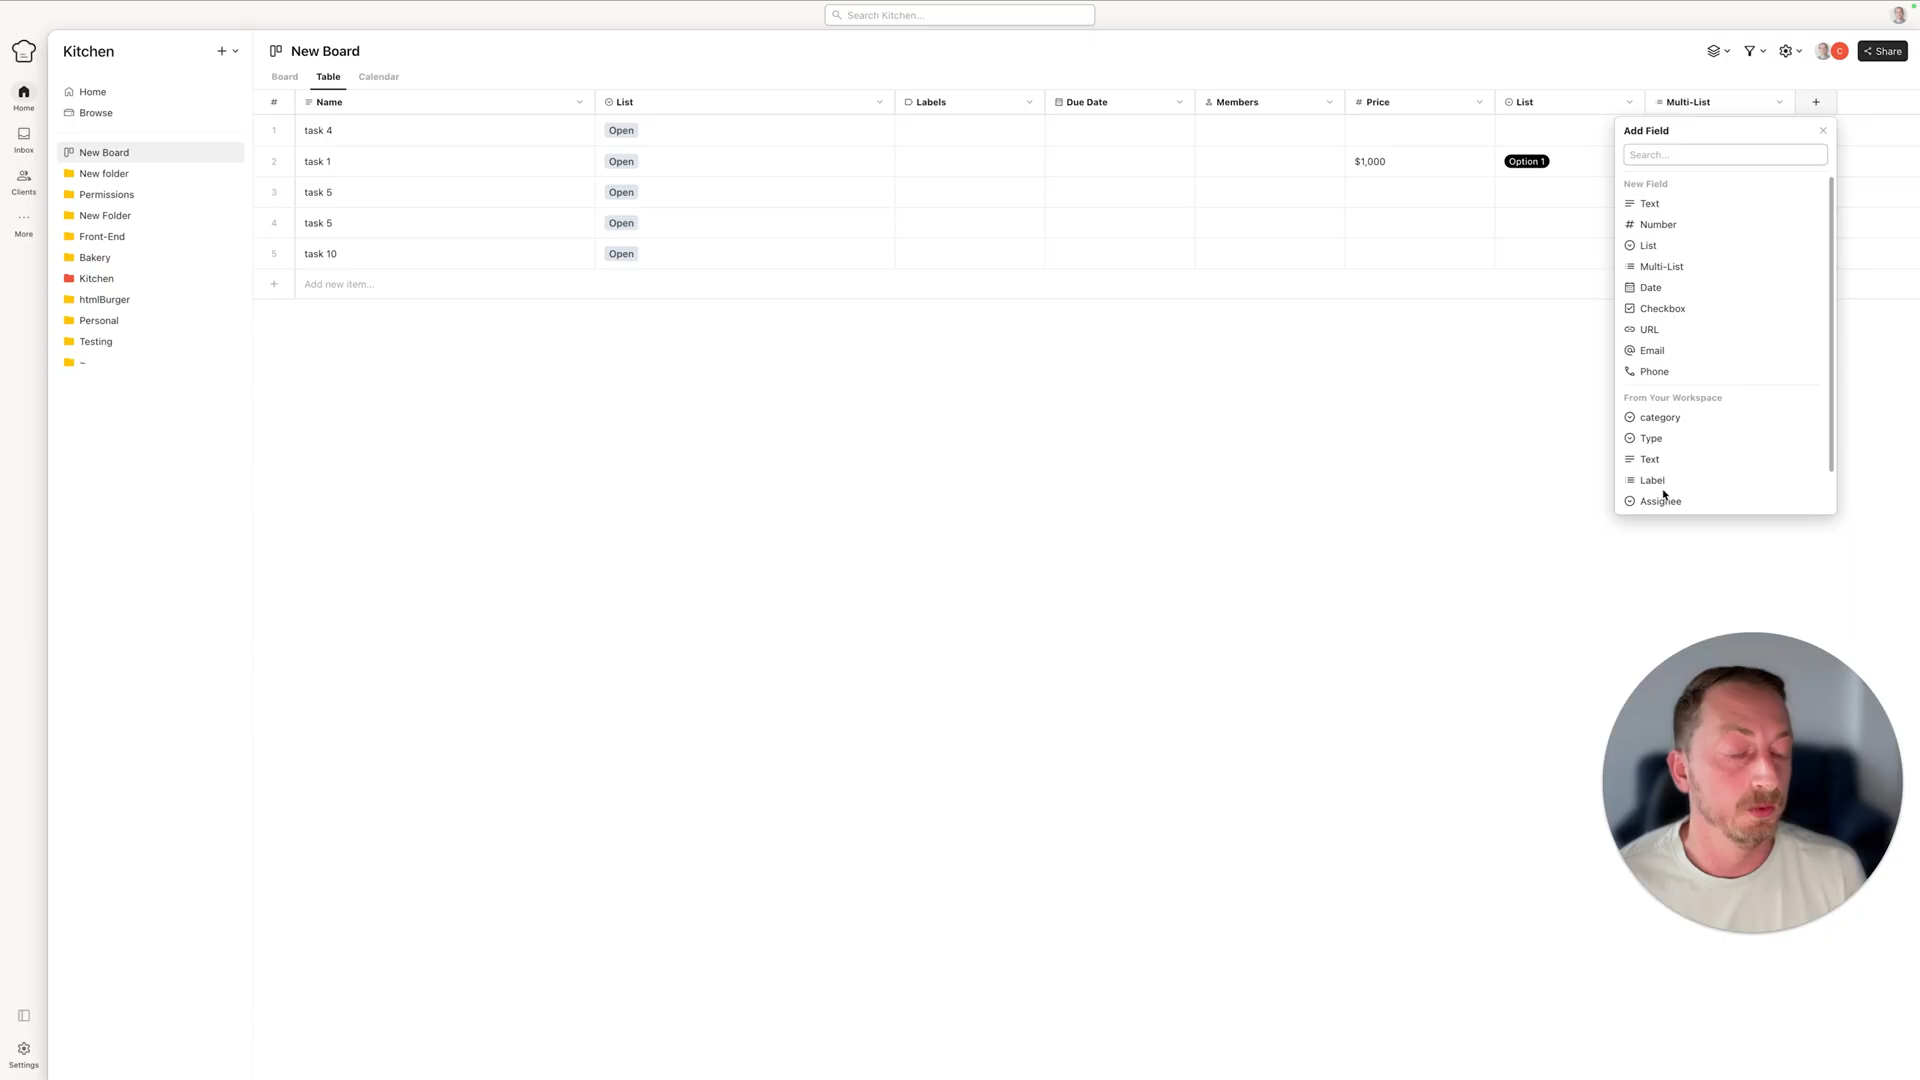 Search Kitchen...
Kitchen
New Board
Share
C
Board Table Calendar
Home
Inbox
Clients
More
Settings
Home
Browse
New Board
New folder
Permissions
New Folder
Front-End
Bakery
Kitchen
htmlBurger
Personal
Testing
~
# Name List Labels Due Date Members # Price List Multi-List +
1 task 4 Open
2 task 1 Open $1,000 Option 1
3 task 5 Open
4 task 5 Open
5 task 10 Open
+ Add new item...
Add Field
Search...
New Field
Text
Number
List
Multi-List
Date
Checkbox
URL
Email
Phone
From Your Workspace
category
Type
Text
Label
Assignee